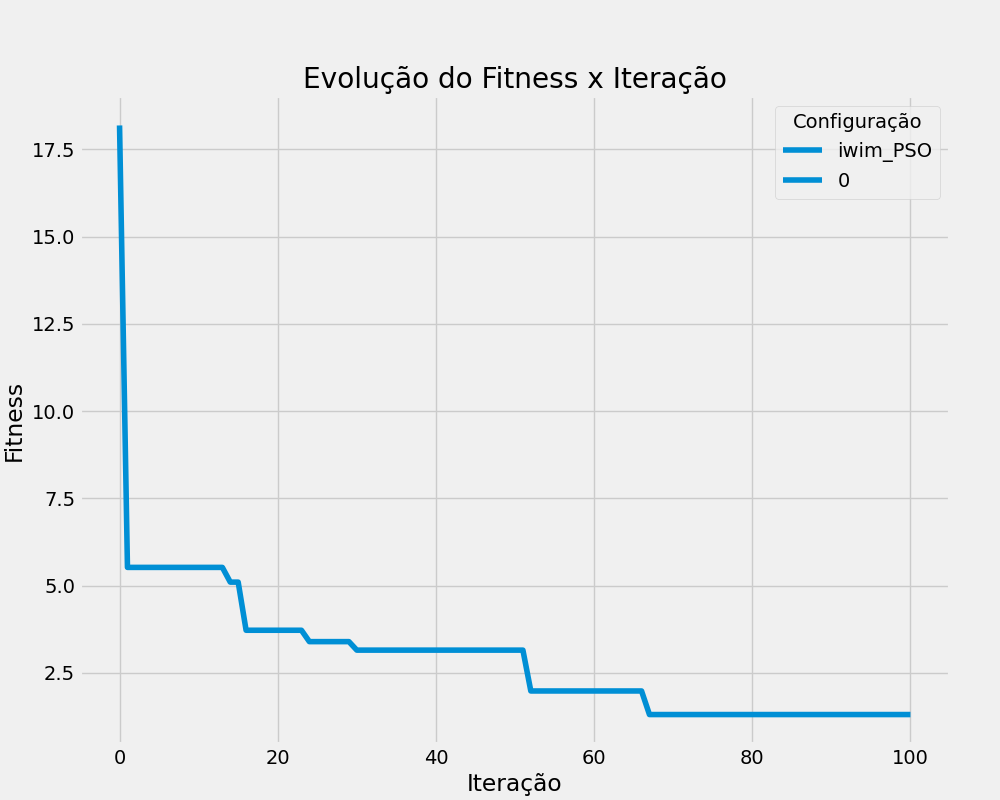 Evolução do Fitness x Iteração
Configuração
iwim_PSO
0
Fitness
17.5
15.0
12.5
10.0
7.5
5.0
2.5
0 20 40 60 80 100
Iteração